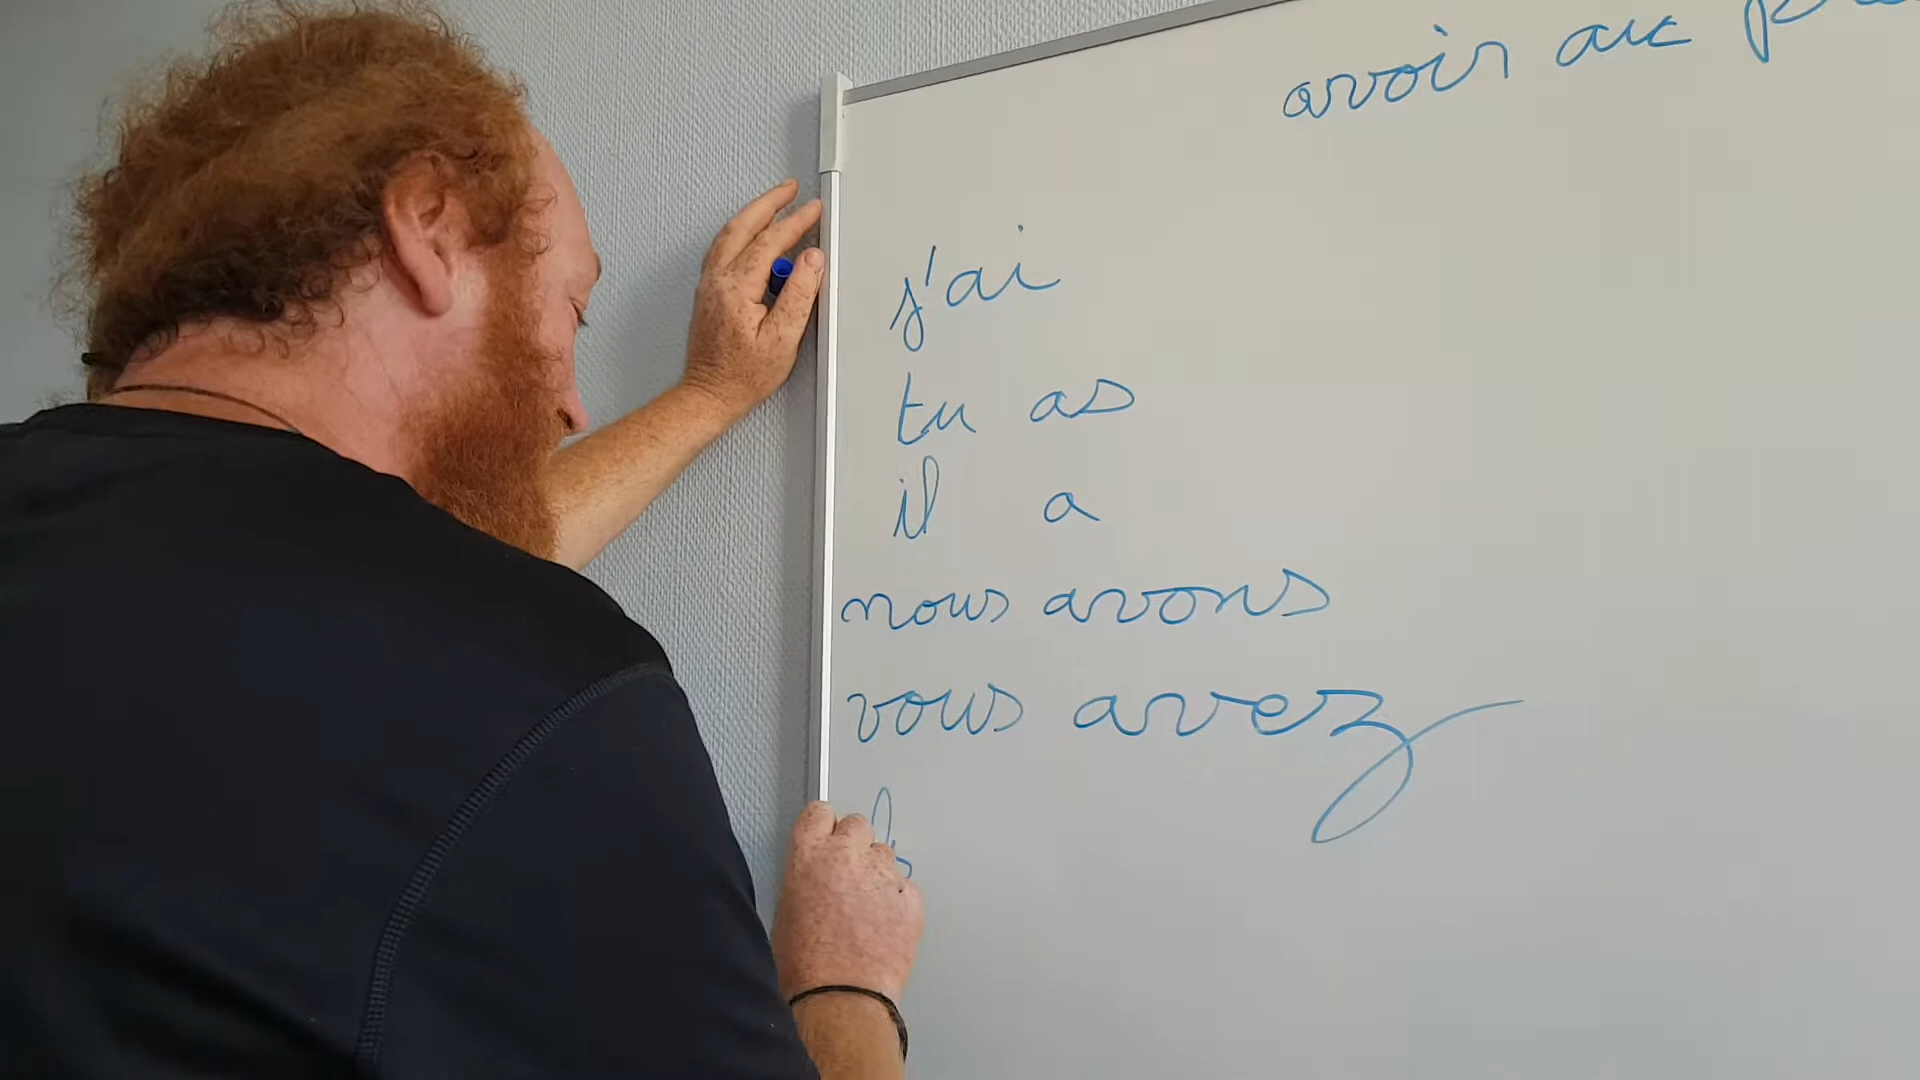 avoir au
j'ai
tu as
il a
nous avons
vous avez